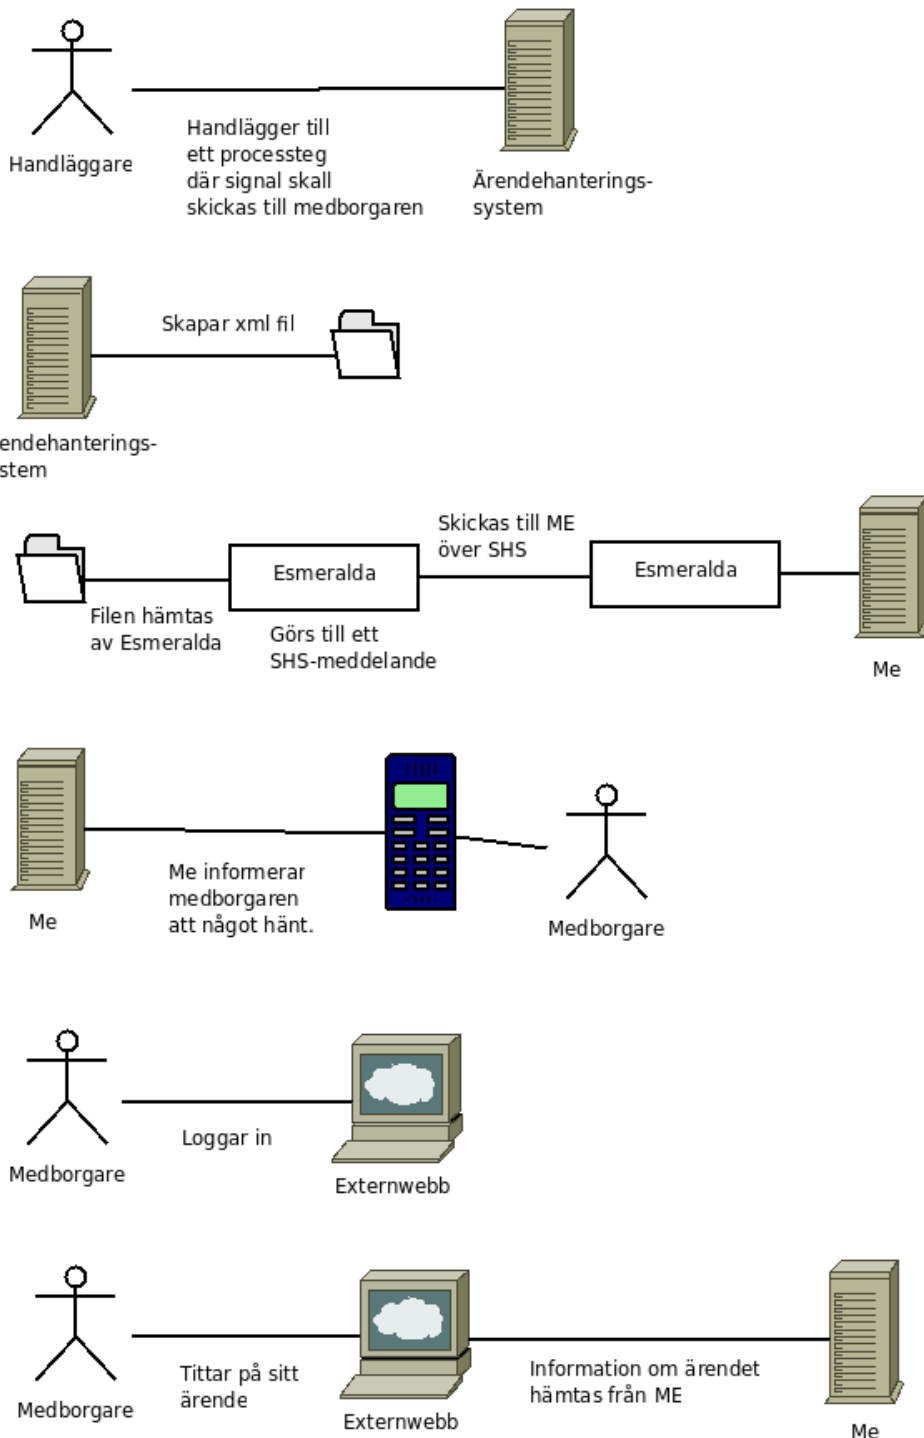 Handläggare
Handlägger till
ett processteg
där signal skall
skickas till medborgaren
Ärendehanterings-
system
Skapar xml fil
endehanterings-
stem
Skickas till ME
över SHS
Esmeralda
Esmeralda
Filen hämtas
av Esmeralda
Görs till ett
SHS-meddelande
Me
Me informerar
medborgaren
att något hänt.
Me
Medborgare
Loggar in
Medborgare
Externwebb
Tittar på sitt
ärende
Information om ärendet
hämtas från ME
Medborgare
Externwebb
Me